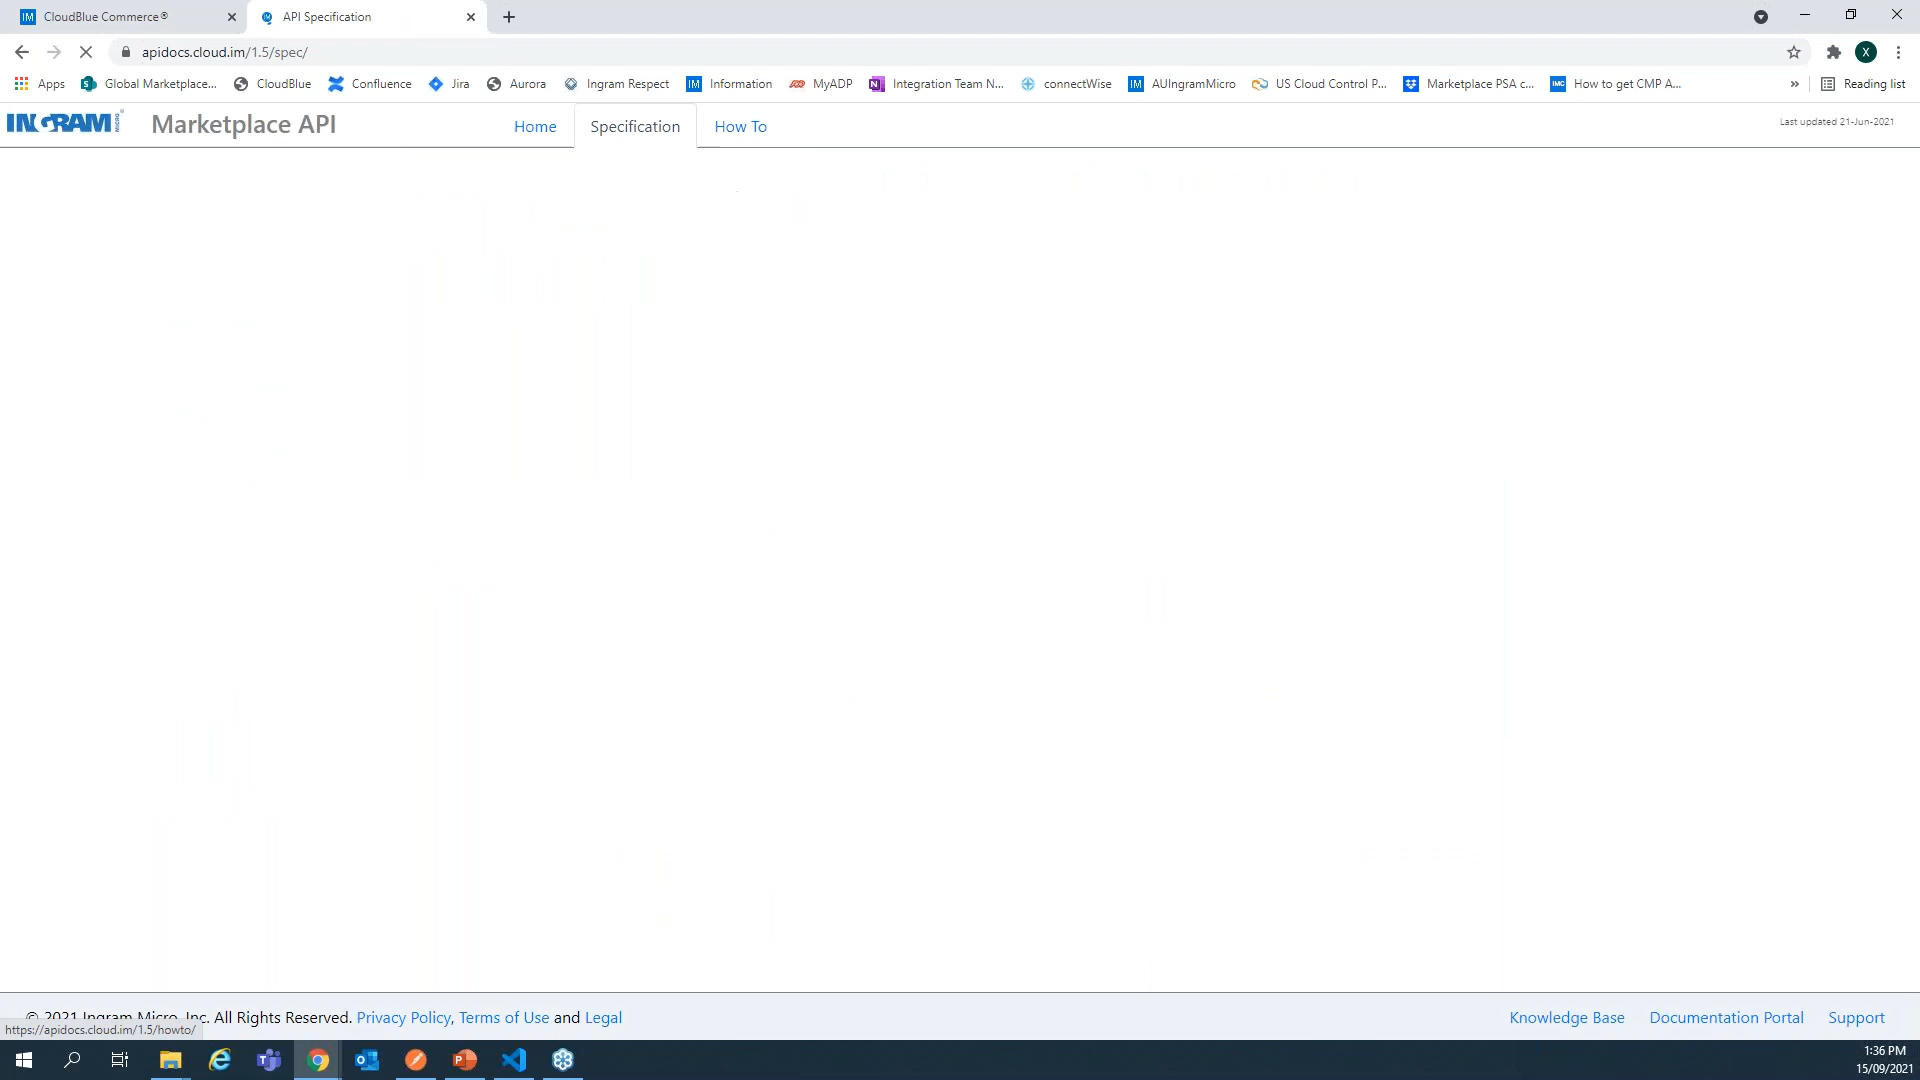 CloudBlue Commerce®
API Specification
apidocs.cloud.im/1.5/spec/
X
Apps
Global Marketplace...
CloudBlue
Confluence
Jira
Aurora
Ingram Respect
Information
MyADP
Integration Team N...
connectWise
AUIngramMicro
US Cloud Control P...
Marketplace PSA c...
How to get CMP A...
»
Reading list
INGRAM MICRO
Marketplace API
Home
Specification
How To
Last updated 21-Jun-2021
© 2021 Ingram Micro, Inc. All Rights Reserved. Privacy Policy, Terms of Use and Legal
Knowledge Base
Documentation Portal
Support
https://apidocs.cloud.im/1.5/howto/
1:36 PM
15/09/2021